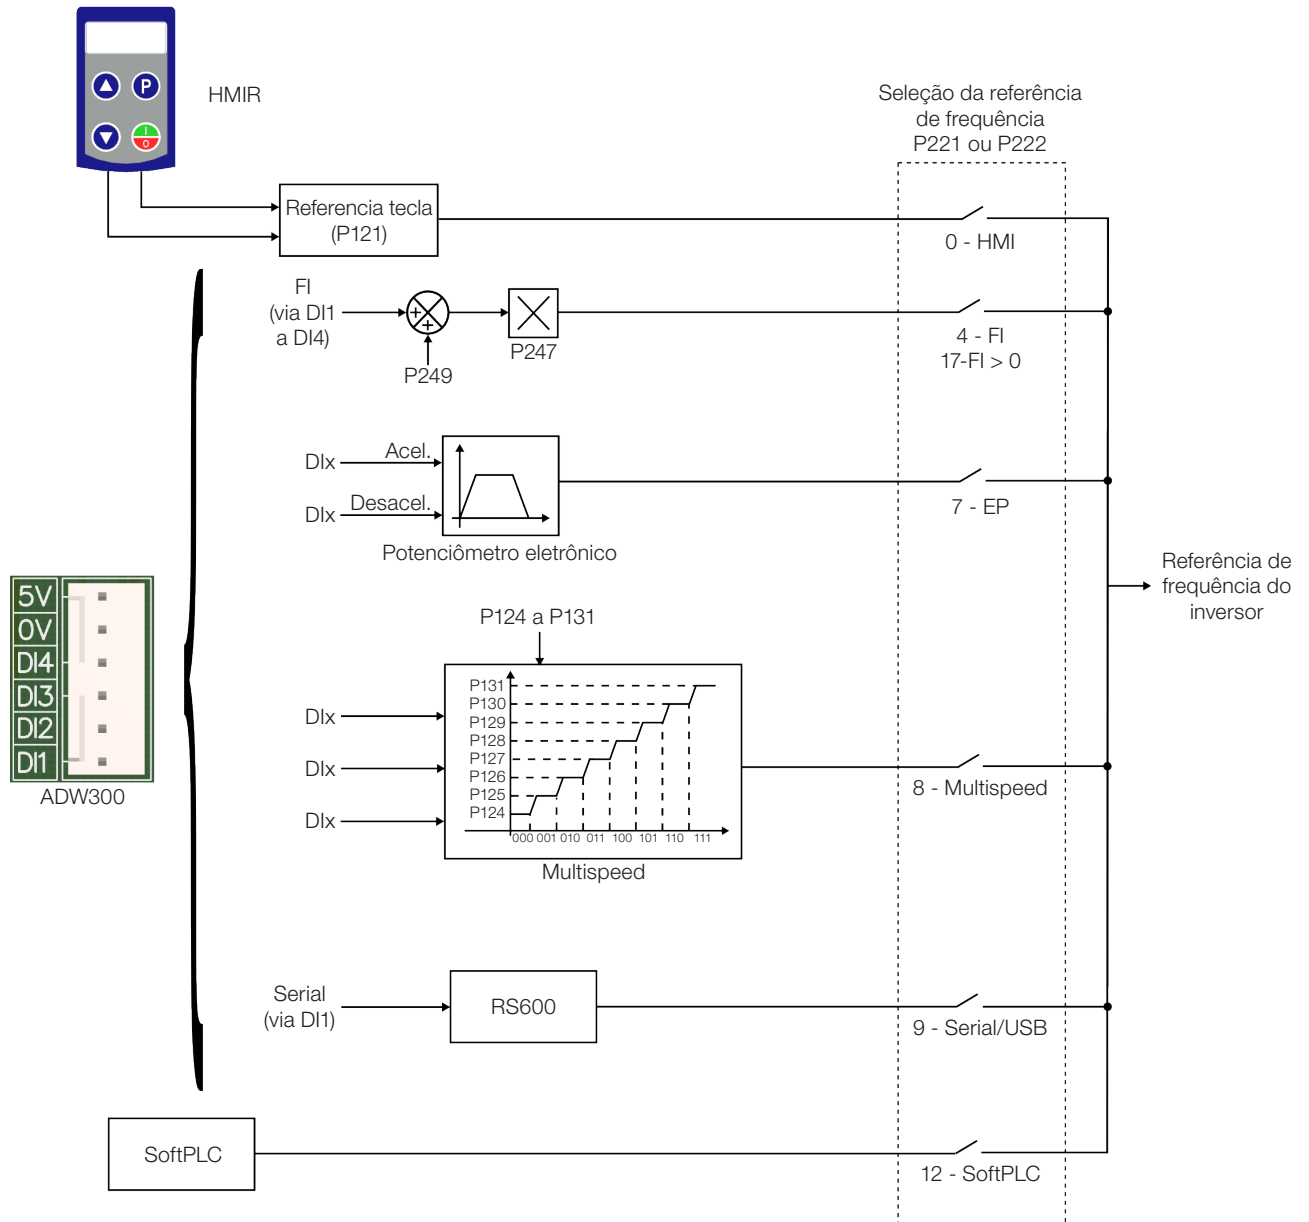 P
I
0
HMIR
Seleção da referência
de frequência
P221 ou P222
Referencia tecla
(P121)
0 - HMI
FI
(via DI1
a DI4)
+
+
P249
P247
4 - FI
17-FI > 0
DIx
Acel.
DIx
Desacel.
Potenciômetro eletrônico
7 - EP
Referência de
frequência do
inversor
5V
0V
DI4
DI3
DI2
DI1
ADW300
P124 a P131
DIx
DIx
DIx
P131
P130
P129
P128
P127
P126
P125
P124
000 001 010 011 100 101 110 111
Multispeed
8 - Multispeed
Serial
(via DI1)
RS600
9 - Serial/USB
SoftPLC
12 - SoftPLC